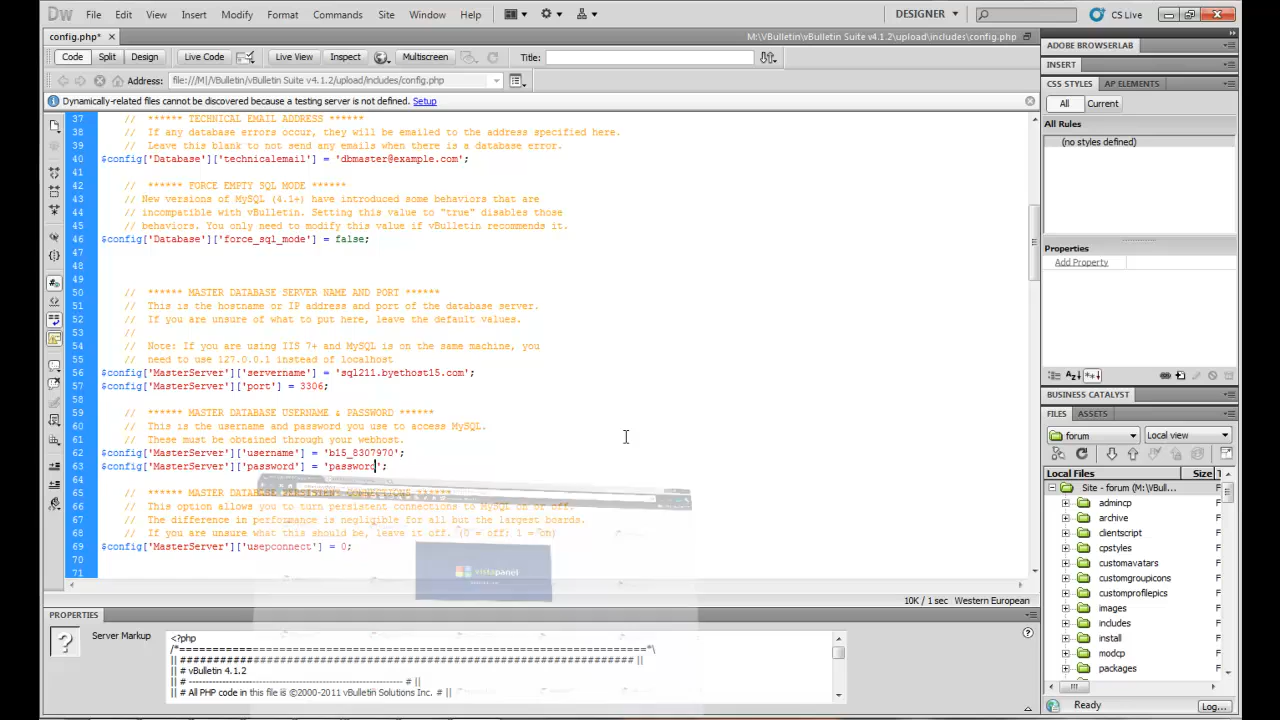 Dw File Edit View Insert Modify Format Commands Site Window Help DESIGNER CS Live
config.php* M:\VBulletin\vBulletin Suite v4.1.2\upload\includes\config.php
Code Split Design Live Code Live View Inspect Multiscreen Title:
Address: file:///M|/VBulletin/vBulletin Suite v4.1.2/upload/includes/config.php
Dynamically-related files cannot be discovered because a testing server is not defined. Setup
37 // ****** TECHNICAL EMAIL ADDRESS ******
38 // If any database errors occur, they will be emailed to the address specified here.
39 // Leave this blank to not send any emails when there is a database error.
40 $config['Database']['technicalemail'] = 'dbmaster@example.com';
41
42 // ****** FORCE EMPTY SQL MODE ******
43 // New versions of MySQL (4.1+) have introduced some behaviors that are
44 // incompatible with vBulletin. Setting this value to "true" disables those
45 // behaviors. You only need to modify this value if vBulletin recommends it.
46 $config['Database']['force_sql_mode'] = false;
47
48
49
50 // ****** MASTER DATABASE SERVER NAME AND PORT ******
51 // This is the hostname or IP address and port of the database server.
52 // If you are unsure of what to put here, leave the default values.
53 //
54 // Note: If you are using IIS 7+ and MySQL is on the same machine, you
55 // need to use 127.0.0.1 instead of localhost
56 $config['MasterServer']['servername'] = 'sql211.byethost15.com';
57 $config['MasterServer']['port'] = 3306;
58
59 // ****** MASTER DATABASE USERNAME & PASSWORD ******
60 // This is the username and password you use to access MySQL.
61 // These must be obtained through your webhost.
62 $config['MasterServer']['username'] = 'b15_8307970';
63 $config['MasterServer']['password'] = 'password';
64
65 // ****** MASTER DATABASE PERSISTENT CONNECTIONS ******
66 // This option allows you to turn persistent connections to MySQL on or off.
67 // The difference in performance is negligible for all but the largest boards.
68 // If you are unsure what this should be, leave it off. (0 = off; 1 = on)
69 $config['MasterServer']['usepconnect'] = 0;
70
71
vistapanel
10K / 1 sec Western European
PROPERTIES
Server Markup
<?php
/*======================================================================*\
|| #################################################################### ||
|| # vBulletin 4.1.2
|| # ---------------------------------------------------------------- # ||
|| # All PHP code in this file is ©2000-2011 vBulletin Solutions Inc. # ||
ADOBE BROWSERLAB
INSERT
CSS STYLES AP ELEMENTS
All Current
All Rules
(no styles defined)
Properties
Add Property
BUSINESS CATALYST
FILES ASSETS
forum Local view
Local Files Size
Site - forum (M:\VBull...
admincp F
archive F
clientscript F
cpstyles F
customavatars F
customgroupicons F
customprofilepics F
images F
includes F
install F
modcp F
packages F
Ready Log...